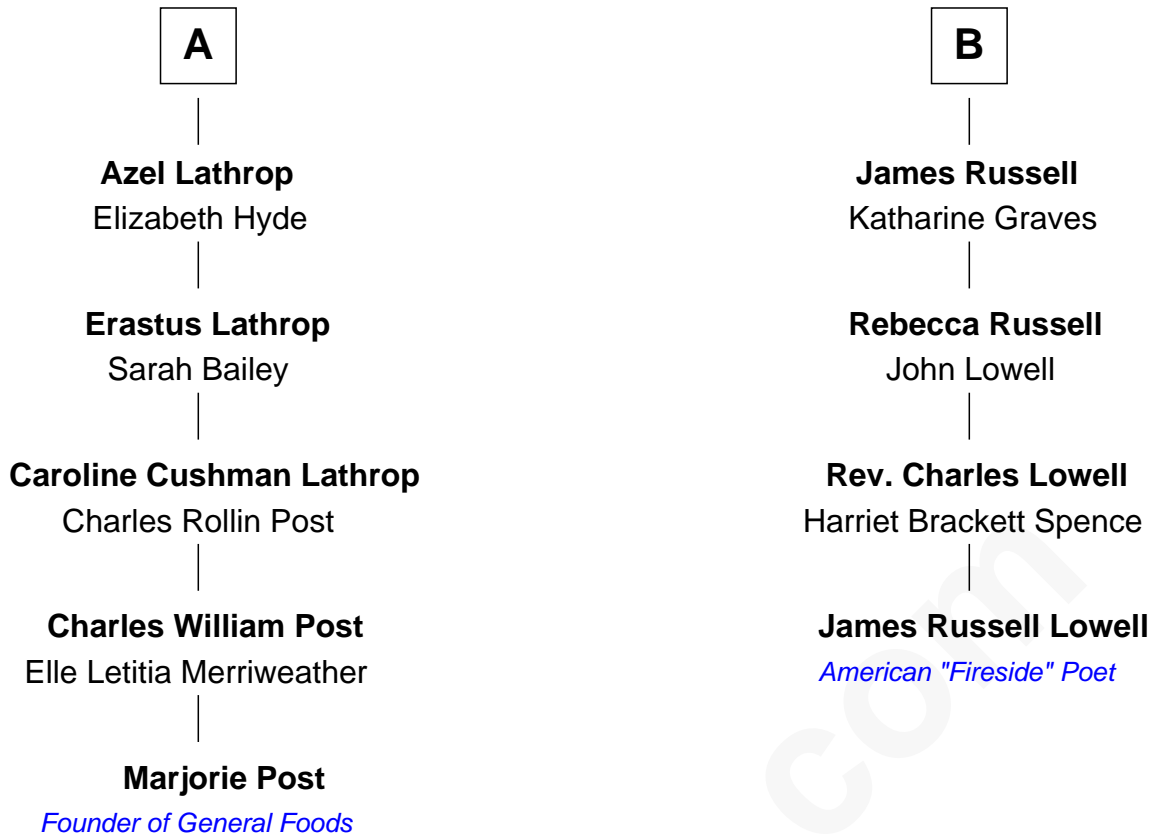 A
Azel Lathrop
Elizabeth Hyde
Erastus Lathrop
Sarah Bailey
Caroline Cushman Lathrop
Charles Rollin Post
Charles William Post
Elle Letitia Merriweather
Marjorie Post
Founder of General Foods
B
James Russell
Katharine Graves
Rebecca Russell
John Lowell
Rev. Charles Lowell
Harriet Brackett Spence
James Russell Lowell
American "Fireside" Poet
com